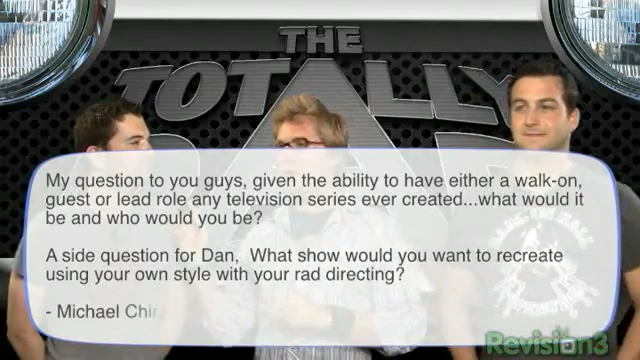 THE
TOTALLY
My question to you guys, given the ability to have either a walk-on,
guest or lead role any television series ever created...what would it
be and who would you be?
A side question for Dan, What show would you want to recreate
using your own style with your rad directing?
- Michael Chir
Revision3